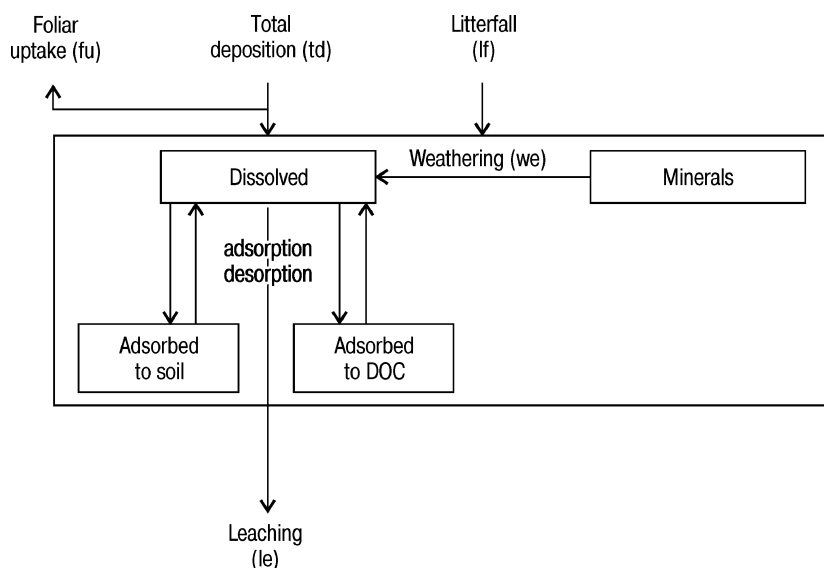 Foliar
uptake (fu)
Total
deposition (td)
Litterfall
(lf)
Dissolved
Weathering (we)
Minerals
adsorption
desorption
Adsorbed
to soil
Adsorbed
to DOC
Leaching
(le)